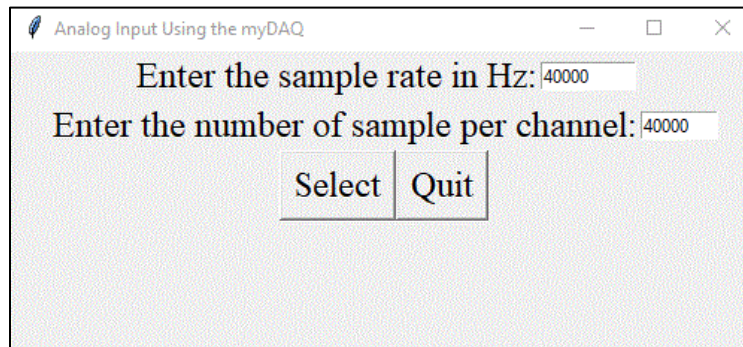 Analog Input Using the myDAQ
Enter the sample rate in Hz: 40000
Enter the number of sample per channel: 40000
Select Quit